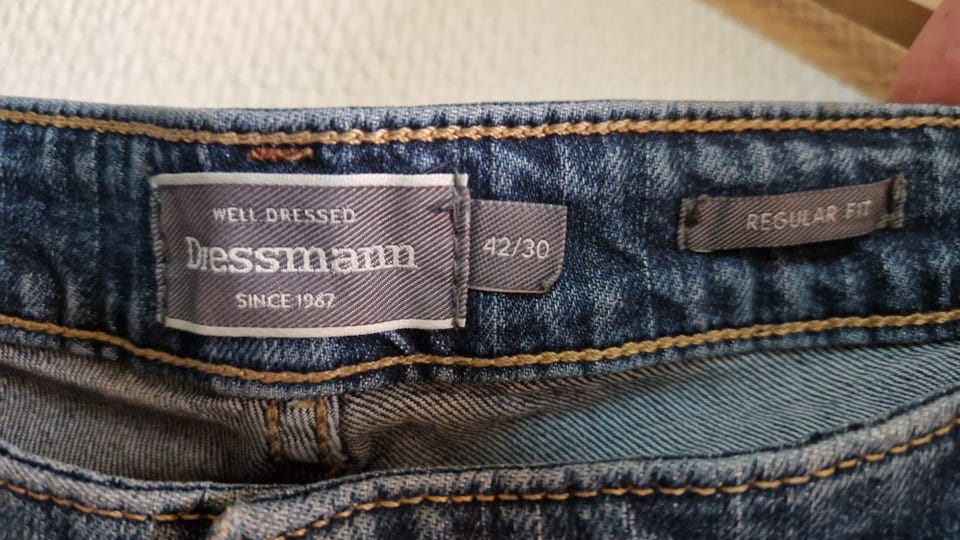 WELL DRESSED
Dressmann
SINCE 1967
42/30
REGULAR FIT